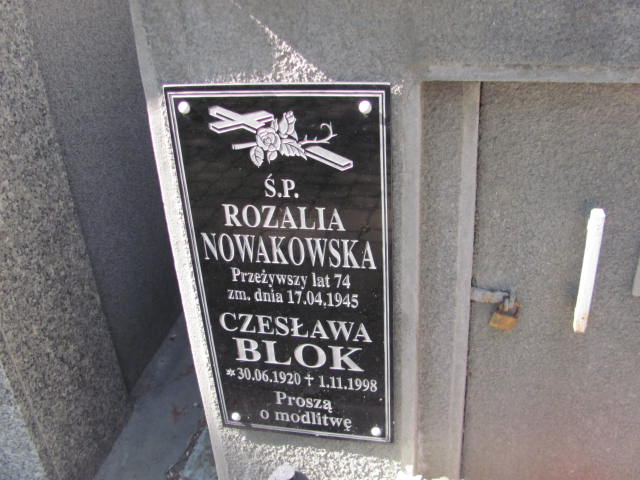 Ś.P.
ROZALIA
NOWAKOWSKA
Przeżywszy lat 74
zm. dnia 17.04.1945
CZESŁAWA
BLOK
* 30.06.1920 † 1.11.1998
Proszą
o modlitwę